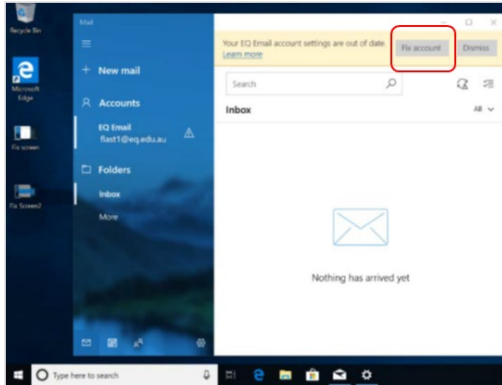 Recycle Bin
Microsoft
Edge
Fix screen
Fix Screen2
Mail
+ New mail
Accounts
EQ Email
flast1@eq.edu.au
Folders
Inbox
More
Your EQ Email account settings are out of date.
Learn more
Fix account
Dismiss
Search
Inbox
All
Nothing has arrived yet
Type here to search